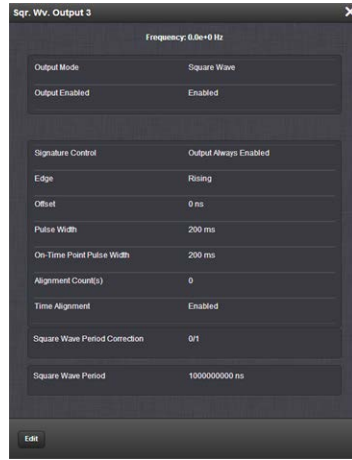 Sqr. Wv. Output 3
Frequency: 0.0e+0 Hz
Output Mode Square Wave
Output Enabled Enabled
Signature Control Output Always Enabled
Edge Rising
Offset 0 ns
Pulse Width 200 ms
On-Time Point Pulse Width 200 ms
Alignment Count(s) 0
Time Alignment Enabled
Square Wave Period Correction 0/1
Square Wave Period 1000000000 ns
Edit